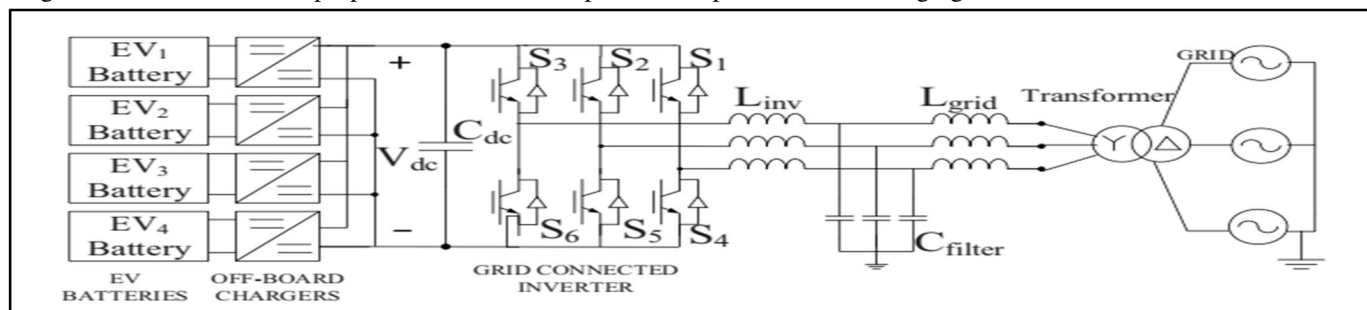 EV1
Battery
EV2
Battery
EV3
Battery
EV4
Battery
EV
BATTERIES
OFF-BOARD
CHARGERS
+
Vdc
−
Cdc
S3
S2
S1
S6
S5
S4
GRID CONNECTED
INVERTER
Linv
Lgrid
Cfilter
Transformer
Y
Δ
GRID